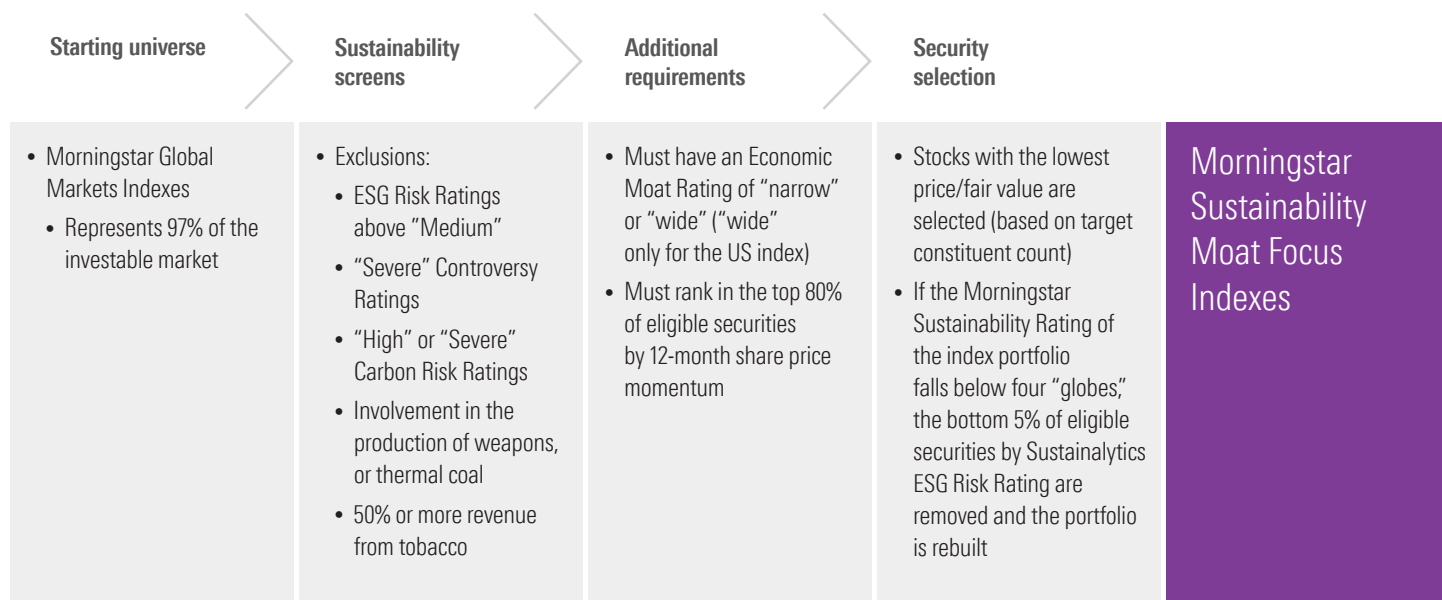 Starting universe
Sustainability
screens
Additional
requirements
Security
selection
• Morningstar Global
Markets Indexes
• Represents 97% of the
investable market
• Exclusions:
• ESG Risk Ratings
above ”Medium”
• “Severe” Controversy
Ratings
• “High” or “Severe”
Carbon Risk Ratings
• Involvement in the
production of weapons,
or thermal coal
• 50% or more revenue
from tobacco
• Must have an Economic
Moat Rating of “narrow”
or “wide” (“wide”
only for the US index)
• Must rank in the top 80%
of eligible securities
by 12-month share price
momentum
• Stocks with the lowest
price/fair value are
selected (based on target
constituent count)
• If the Morningstar
Sustainability Rating of
the index portfolio
falls below four “globes,”
the bottom 5% of eligible
securities by Sustainalytics
ESG Risk Rating are
removed and the portfolio
is rebuilt
Morningstar
Sustainability
Moat Focus
Indexes